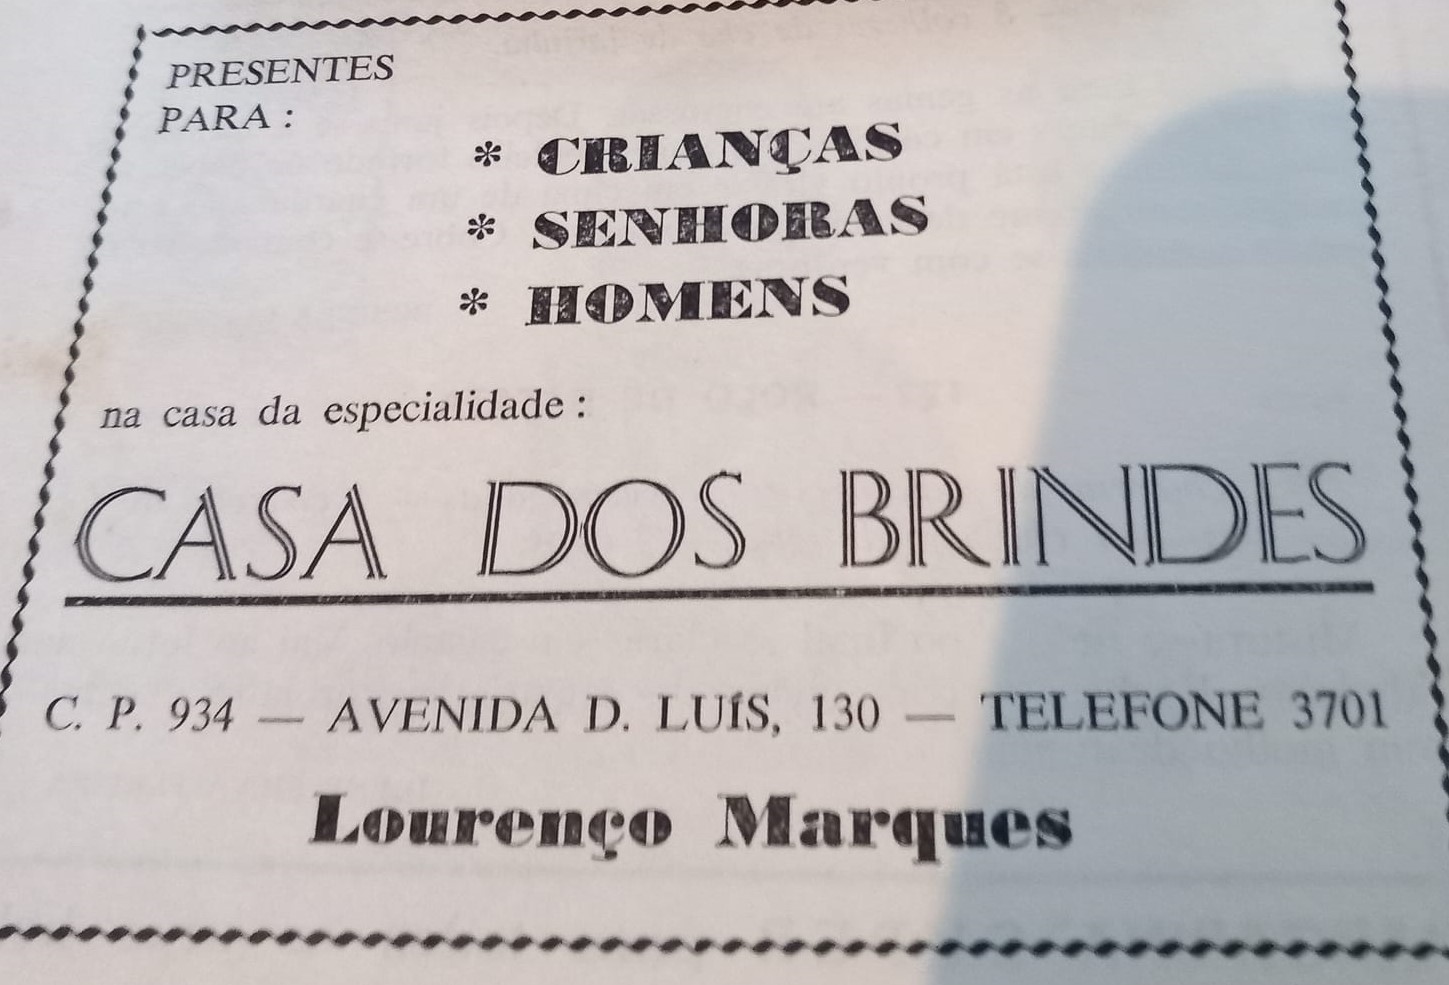 PRESENTES
PARA :
* CRIANÇAS
* SENHORAS
* HOMENS
na casa da especialidade :
CASA DOS BRINDES
C. P. 934 — AVENIDA D. LUÍS, 130 — TELEFONE 3701
Lourenço Marques